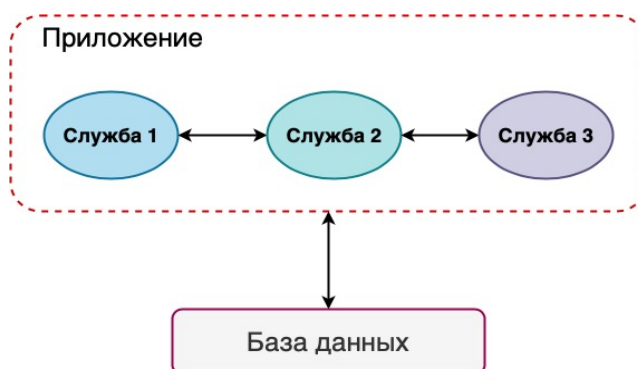 Приложение
Служба 1
Служба 2
Служба 3
База данных